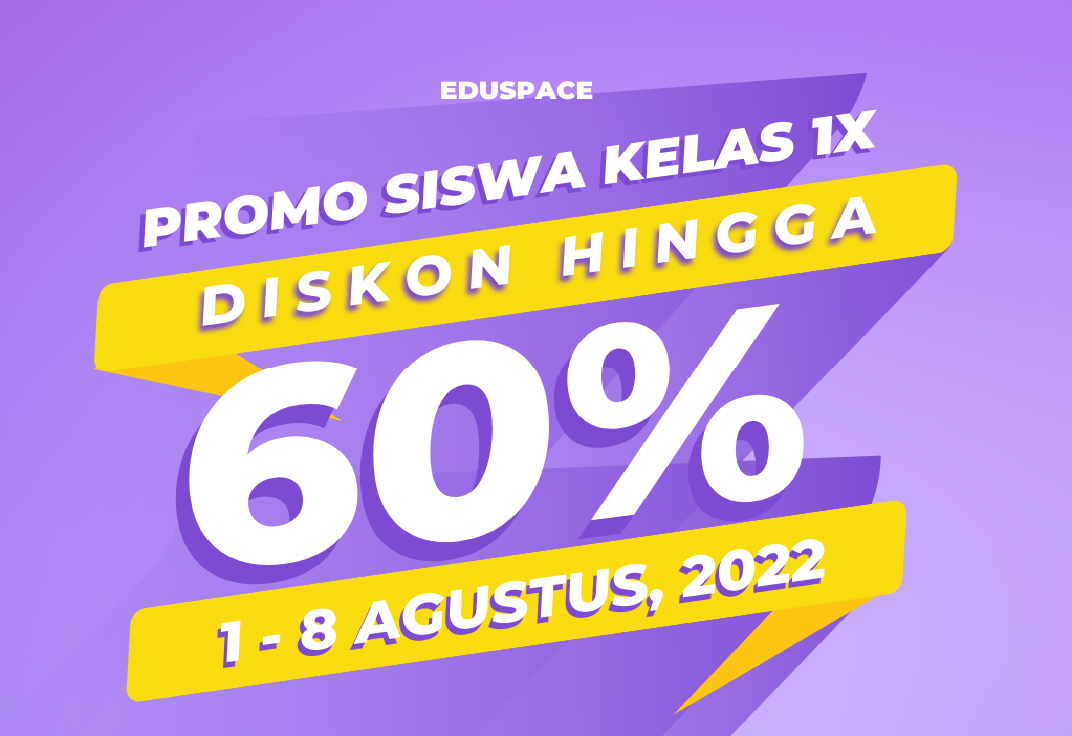 EDUSPACE
PROMO SISWA KELAS 1X
DISKON HINGGA
60%
1 - 8 AGUSTUS, 2022